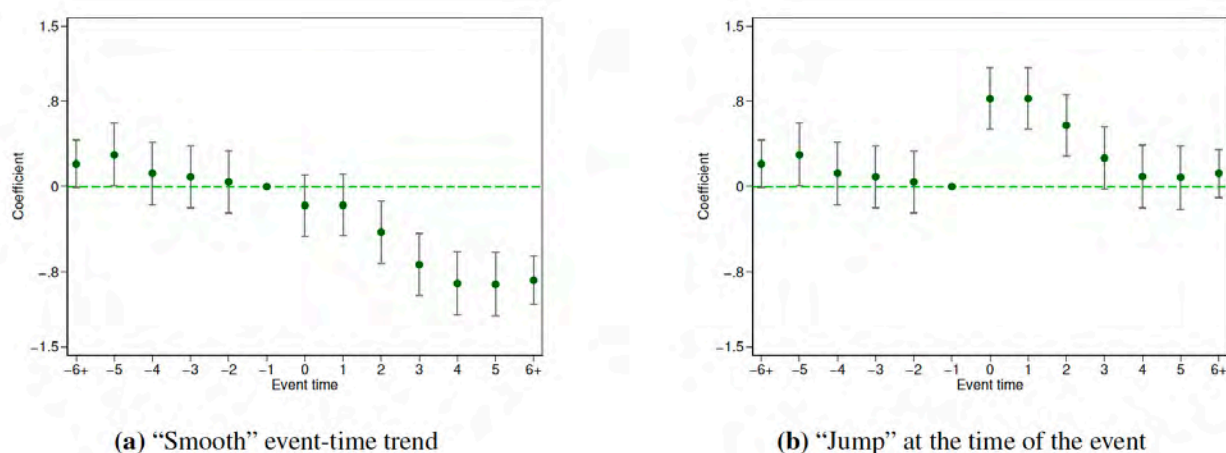 1.5
.8
0
−.8
−1.5
Coefficient
−6+ −5 −4 −3 −2 −1 0 1 2 3 4 5 6+
Event time
(a) “Smooth” event-time trend
1.5
.8
0
−.8
−1.5
Coefficient
−6+ −5 −4 −3 −2 −1 0 1 2 3 4 5 6+
Event time
(b) “Jump” at the time of the event